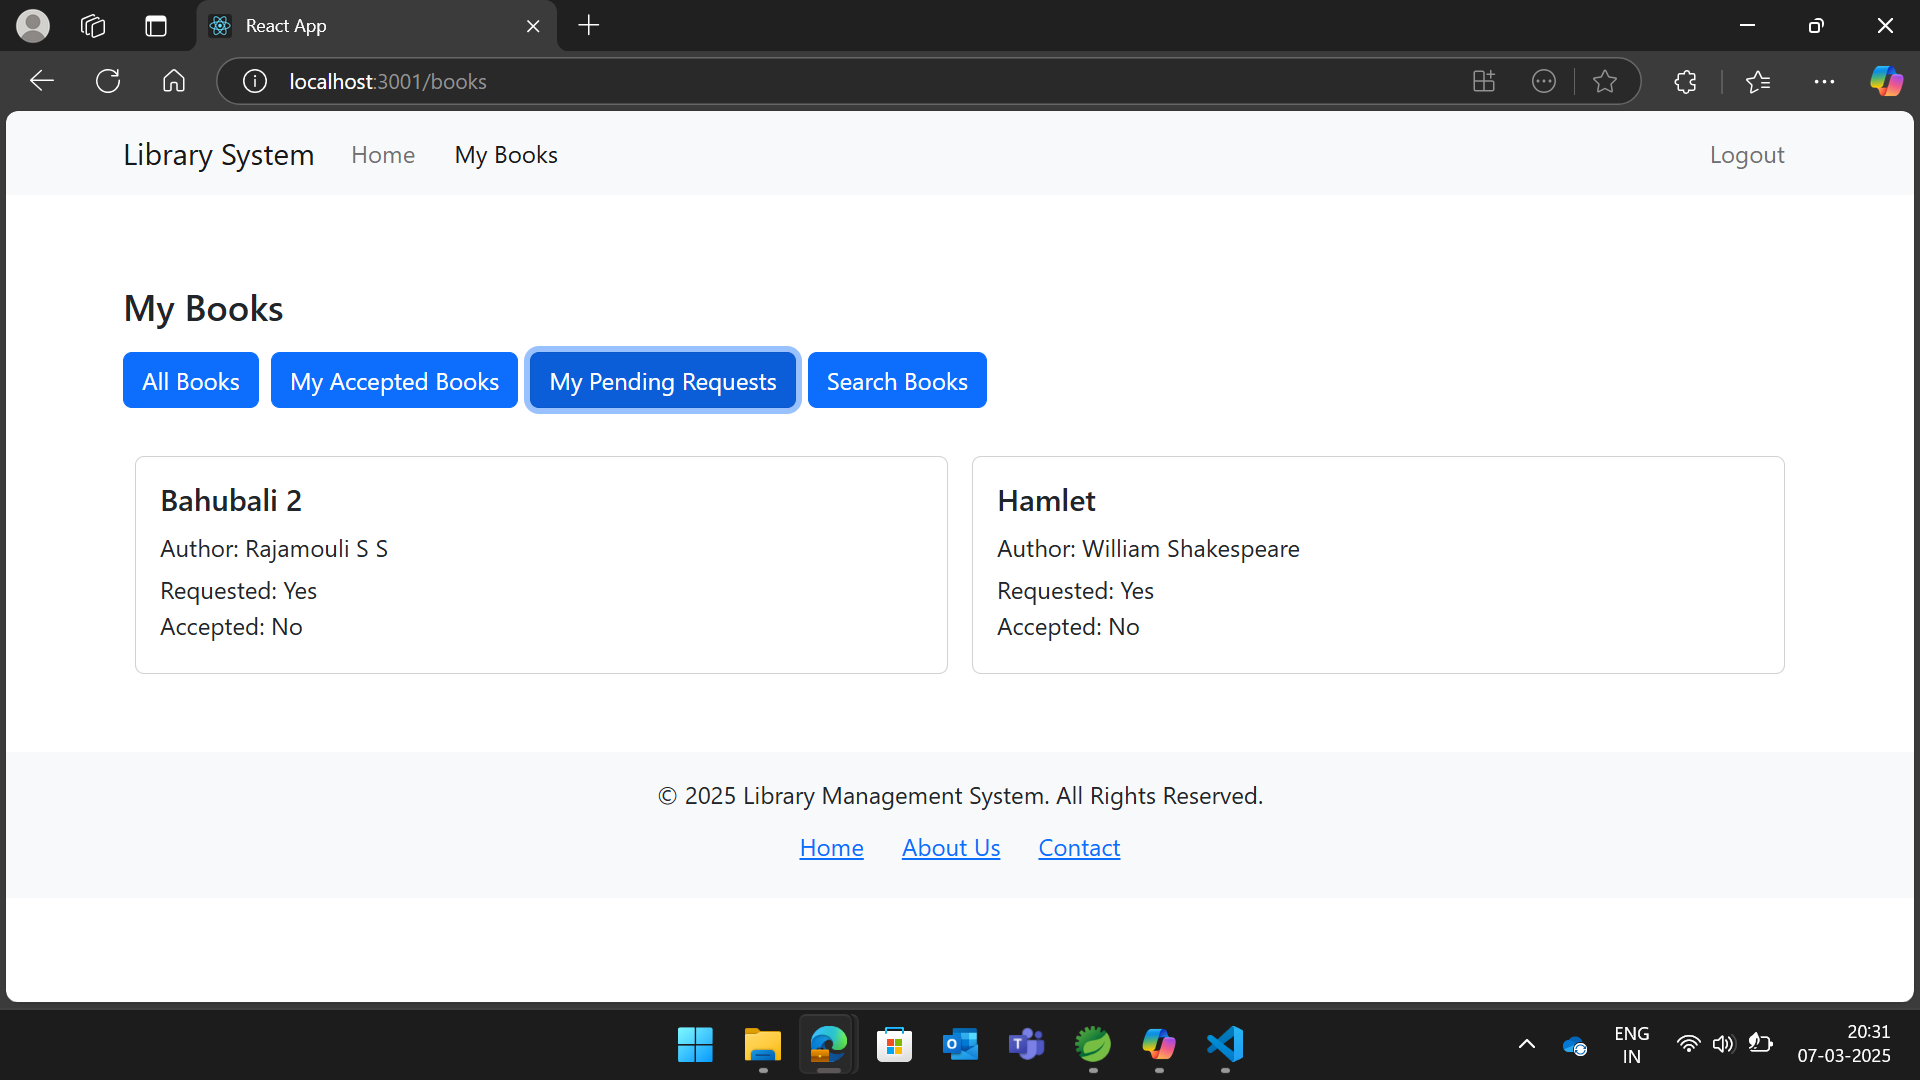 React App
localhost:3001/books
Library System Home My Books Logout
My Books
All Books My Accepted Books My Pending Requests Search Books
Bahubali 2
Author: Rajamouli S S
Requested: Yes
Accepted: No
Hamlet
Author: William Shakespeare
Requested: Yes
Accepted: No
© 2025 Library Management System. All Rights Reserved.
Home About Us Contact
ENG
IN
20:31
07-03-2025